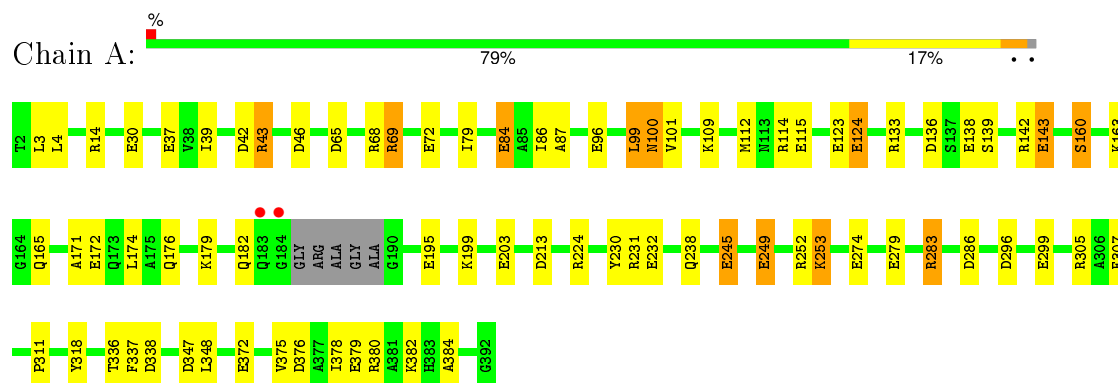 %
Chain A:
79% 17% • •
T2 L3 L4 R14 E30 E37 V38 I39 D42 R43 D46 D65 R68 R69 E72 I79 E84 A85 I86 A87 E96 L99 N100 V101 K109 M112 N113 R114 E115 E123 E124 R133 D136 S137 E138 S139 R142 E143 S160 K163
G164 Q165 A171 E172 Q173 L174 A175 Q176 K179 Q182 Q183 G184 GLY ARG ALA GLY ALA G190 E195 K199 E203 D213 R224 Y230 R231 E232 Q238 E245 E249 R252 K253 E274 E279 R283 D286 D296 E299 R305 A306
P311 Y318 T336 F337 D338 D347 L348 E372 V375 D376 A377 I378 E379 R380 A381 K382 H383 A384 G392